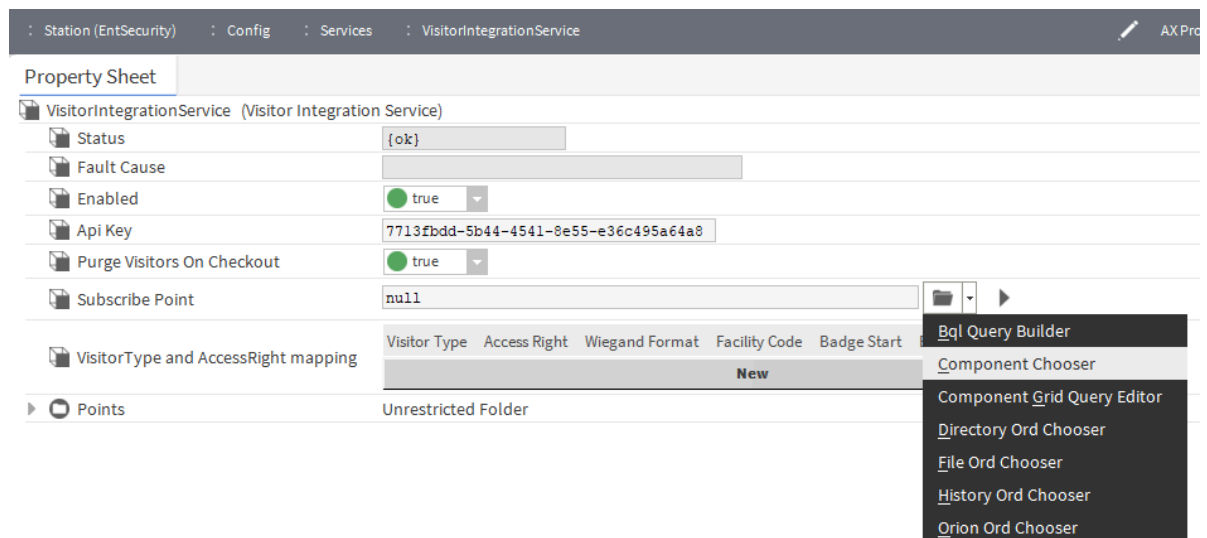 : Station (EntSecurity) : Config : Services : VisitorIntegrationService AX Pro
Property Sheet
VisitorIntegrationService (Visitor Integration Service)
Status {ok}
Fault Cause
Enabled true
Api Key 7713fbdd-5b44-4541-8e55-e36c495a64a8
Purge Visitors On Checkout true
Subscribe Point null
VisitorType and AccessRight mapping
Visitor Type Access Right Wiegand Format Facility Code Badge Start
New
Points Unrestricted Folder
Bql Query Builder
Component Chooser
Component Grid Query Editor
Directory Ord Chooser
File Ord Chooser
History Ord Chooser
Orion Ord Chooser